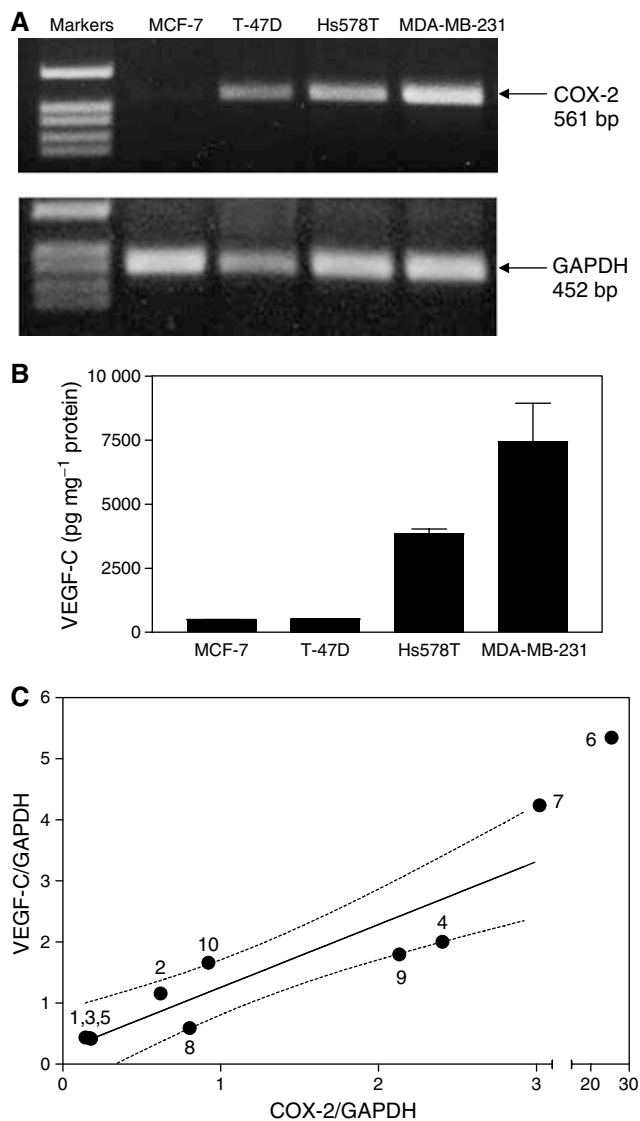 A
Markers MCF-7 T-47D Hs578T MDA-MB-231
COX-2
561 bp
GAPDH
452 bp
B
VEGF-C (pg mg⁻¹ protein)
10 000
7500
5000
2500
0
MCF-7 T-47D Hs578T MDA-MB-231
C
VEGF-C/GAPDH
6
5
4
3
2
1
0
6
7
4
9
10
2
8
1,3,5
0 1 2 3 20 30
COX-2/GAPDH